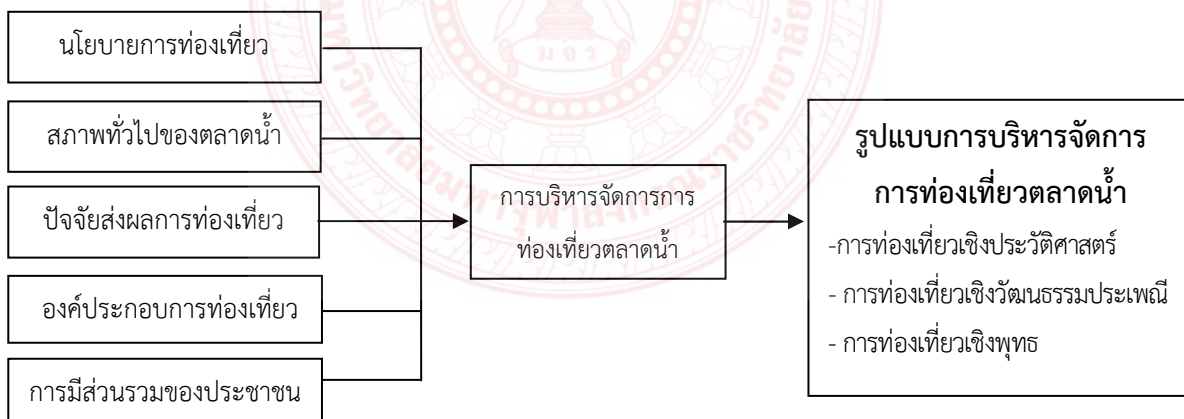 นโยบายการท่องเที่ยว
สภาพทั่วไปของตลาดน้ำ
ปัจจัยส่งผลการท่องเที่ยว
องค์ประกอบการท่องเที่ยว
การมีส่วนรวมของประชาชน
การบริหารจัดการการ
ท่องเที่ยวตลาดน้ำ
รูปแบบการบริหารจัดการ
การท่องเที่ยวตลาดน้ำ
-การท่องเที่ยวเชิงประวัติศาสตร์
- การท่องเที่ยวเชิงวัฒนธรรมประเพณี
- การท่องเที่ยวเชิงพุทธ
มจร